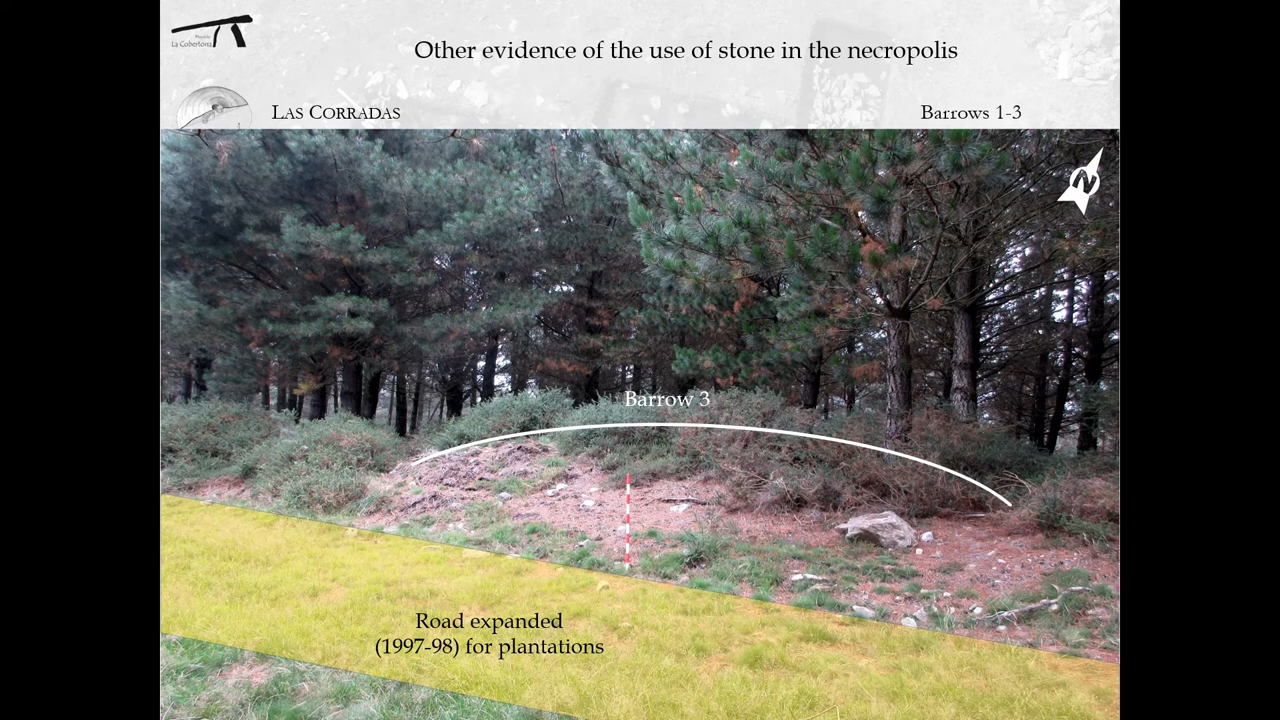 La Cobertoria
Other evidence of the use of stone in the necropolis
LAS CORRADAS
Barrows 1-3
N
Barrow 3
Road expanded
(1997-98) for plantations